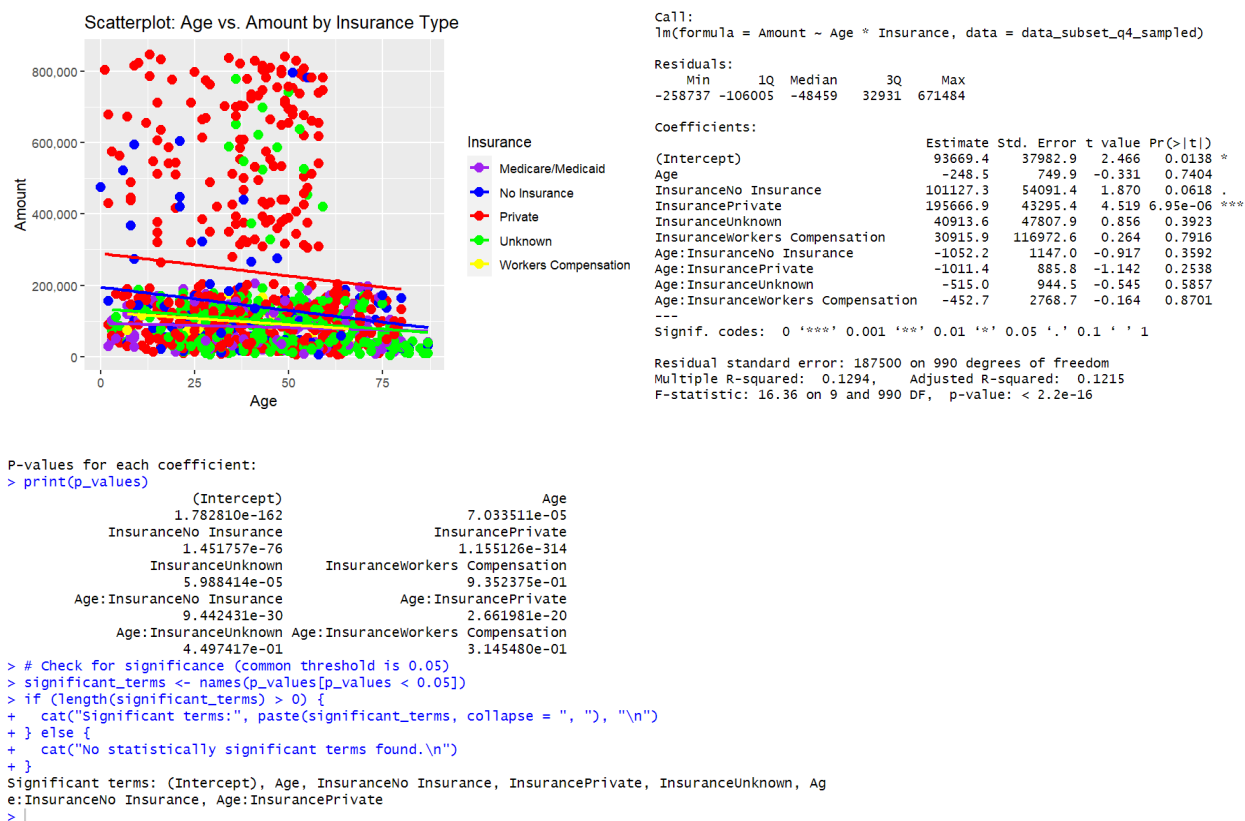 Scatterplot: Age vs. Amount by Insurance Type
Amount
800,000
600,000
400,000
200,000
0
0 25 50 75
Age
Insurance
Medicare/Medicaid
No Insurance
Private
Unknown
Workers Compensation
Call:
lm(formula = Amount ~ Age * Insurance, data = data_subset_q4_sampled)
Residuals:
Min 1Q Median 3Q Max
-258737 -106005 -48459 32931 671484
Coefficients:
Estimate Std. Error t value Pr(>|t|)
(Intercept) 93669.4 37982.9 2.466 0.0138 *
Age -248.5 749.9 -0.331 0.7404
InsuranceNo Insurance 101127.3 54091.4 1.870 0.0618 .
InsurancePrivate 195666.9 43295.4 4.519 6.95e-06 ***
InsuranceUnknown 40913.6 47807.9 0.856 0.3923
InsuranceWorkers Compensation 30915.9 116972.6 0.264 0.7916
Age:InsuranceNo Insurance -1052.2 1147.0 -0.917 0.3592
Age:InsurancePrivate -1011.4 885.8 -1.142 0.2538
Age:InsuranceUnknown -515.0 944.5 -0.545 0.5857
Age:InsuranceWorkers Compensation -452.7 2768.7 -0.164 0.8701
---
Signif. codes: 0 ‘***’ 0.001 ‘**’ 0.01 ‘*’ 0.05 ‘.’ 0.1 ‘ ’ 1
Residual standard error: 187500 on 990 degrees of freedom
Multiple R-squared: 0.1294, Adjusted R-squared: 0.1215
F-statistic: 16.36 on 9 and 990 DF, p-value: < 2.2e-16
P-values for each coefficient:
> print(p_values)
(Intercept) Age
1.782810e-162 7.033511e-05
InsuranceNo Insurance InsurancePrivate
1.451757e-76 1.155126e-314
InsuranceUnknown InsuranceWorkers Compensation
5.988414e-05 9.352375e-01
Age:InsuranceNo Insurance Age:InsurancePrivate
9.442431e-30 2.661981e-20
Age:InsuranceUnknown Age:InsuranceWorkers Compensation
4.497417e-01 3.145480e-01
> # Check for significance (common threshold is 0.05)
> significant_terms <- names(p_values[p_values < 0.05])
> if (length(significant_terms) > 0) {
+ cat("Significant terms:", paste(significant_terms, collapse = ", "), "\n")
+ } else {
+ cat("No statistically significant terms found.\n")
+ }
Significant terms: (Intercept), Age, InsuranceNo Insurance, InsurancePrivate, InsuranceUnknown, Ag
e:InsuranceNo Insurance, Age:InsurancePrivate
>